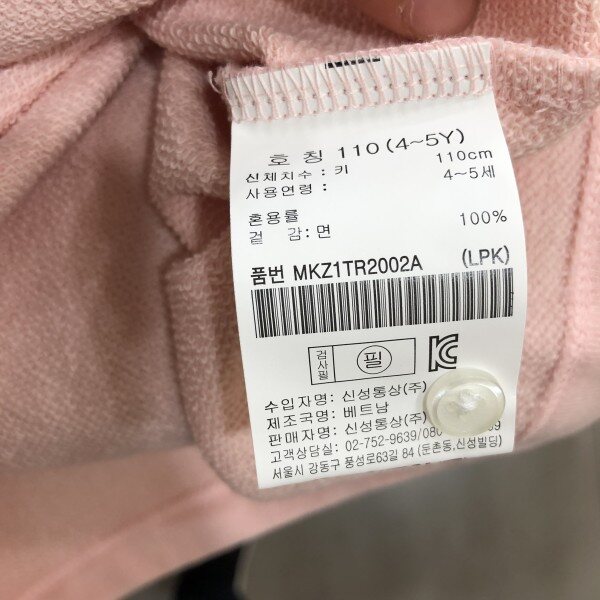 호 칭 110 (4~5Y)
신체치수 : 키 110cm
사용연령 : 4~5세
혼용률
겉 감 : 면 100%
품번 MKZ1TR2002A (LPK)
검사필 필 KC
수입자명: 신성통상(주)
제조국명: 베트남
판매자명: 신성통상(주)
고객상담실: 02-752-9639/080
서울시 강동구 풍성로63길 84 (둔촌동,신성빌딩)